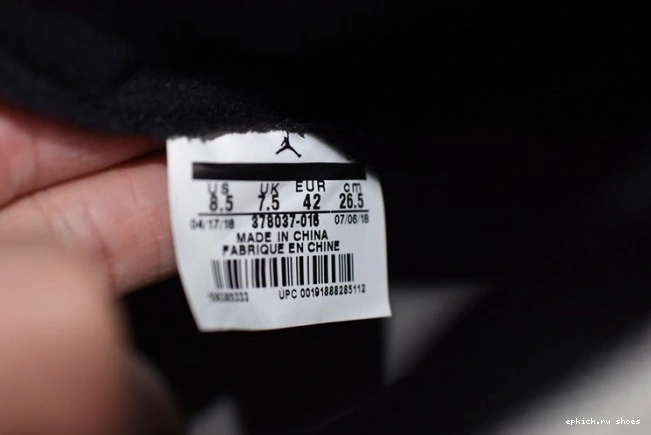 US UK EUR cm
8.5 7.5 42 26.5
04/17/18 378037-016 07/06/18
MADE IN CHINA
FABRIQUE EN CHINE
UPC 00191888285112
epkick.ru shoes